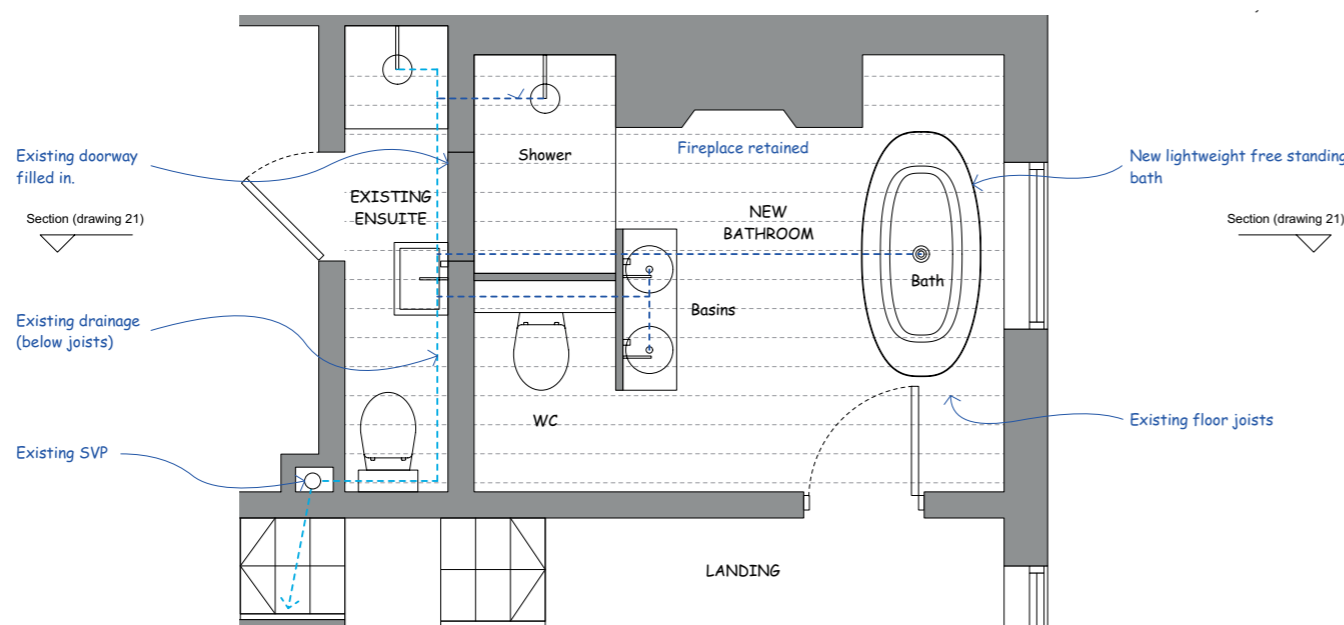 Existing doorway
filled in.
Section (drawing 21)
EXISTING
ENSUITE
Shower
Fireplace retained
NEW
BATHROOM
New lightweight free standing
bath
Section (drawing 21)
Bath
Basins
Existing drainage
(below joists)
WC
Existing floor joists
Existing SVP
LANDING